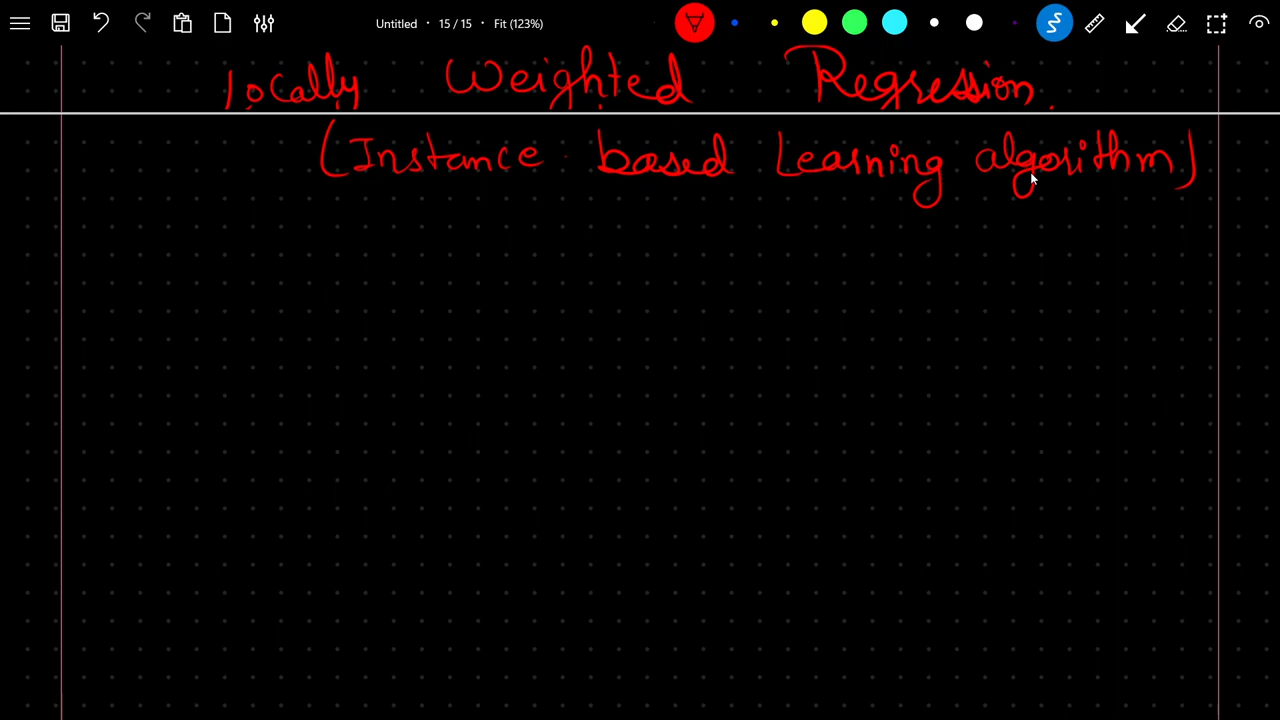 Untitled • 15 / 15 • Fit (123%)
Locally Weighted Regression.
(Instance based Learning algorithm)